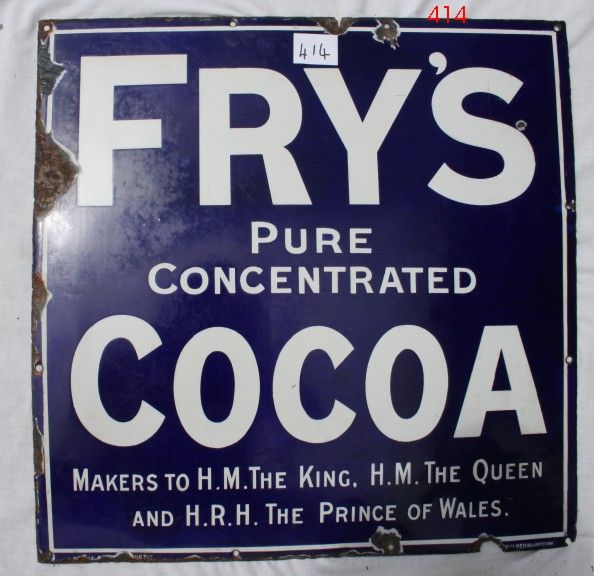 414
414
FRY'S
PURE
CONCENTRATED
COCOA
MAKERS TO H.M. THE KING, H.M. THE QUEEN
AND H.R.H. THE PRINCE OF WALES.